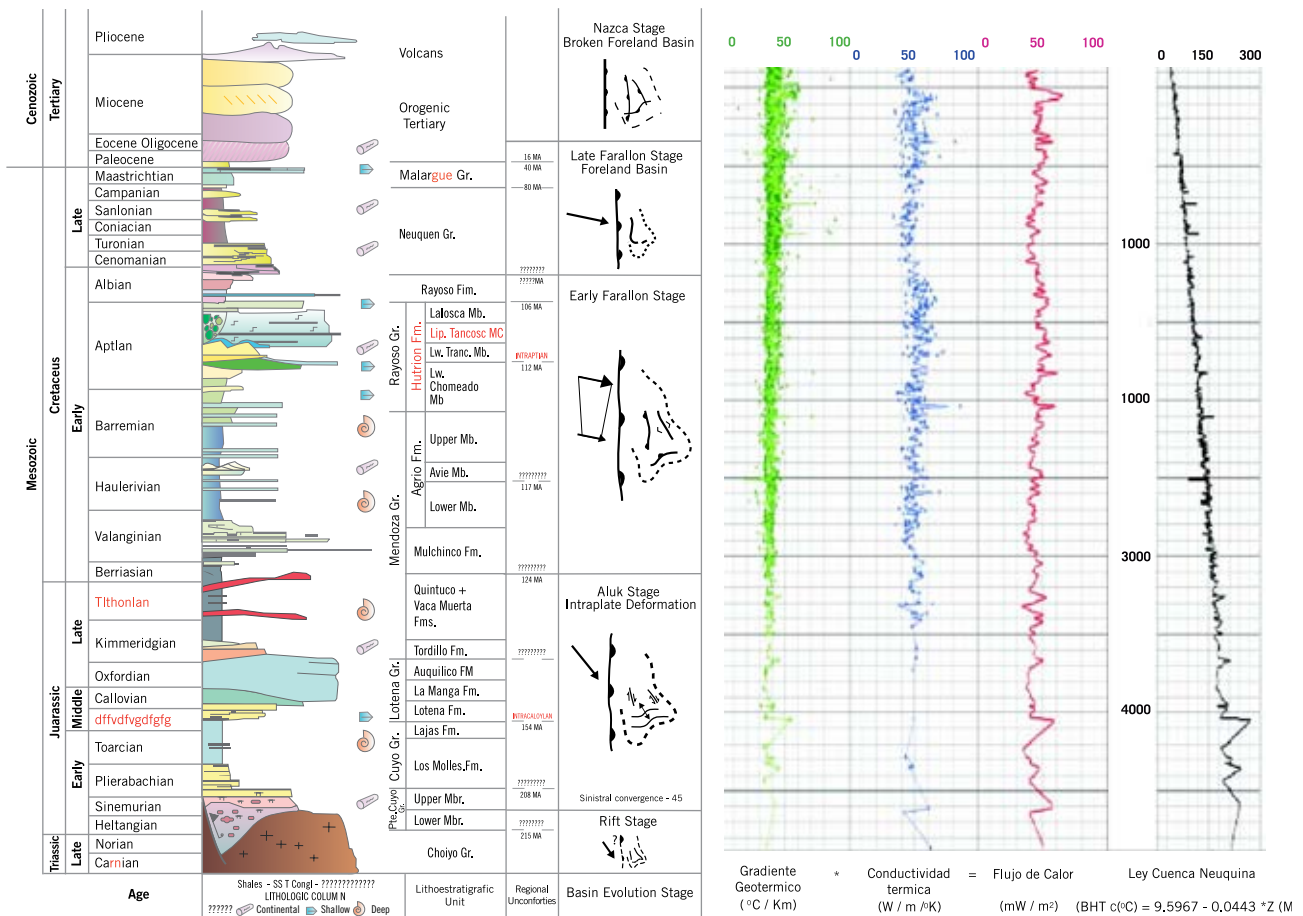 Cenozoic
Tertiary
Pliocene
Miocene
Eocene Oligocene
Paleocene
Mesozoic
Cretaceus
Late
Maastrichtian
Campanian
Sanlonian
Coniacian
Turonian
Cenomanian
Early
Albian
Aptlan
Barremian
Haulerivian
Valanginian
Berriasian
Juarassic
Late
TIthonlan
Kimmeridgian
Oxfordian
Middle
Callovian
dffvdfvgdfgfg
Early
Toarcian
Plierabachian
Sinemurian
Heltangian
Triassic
Late
Norian
Carnian
Age
Shales - SS T Congl - ?????????????
LITHOLOGIC COLUM N
?????? Continental Shallow Deep
Volcans
Orogenic
Tertiary
Malargue Gr.
Neuquen Gr.
Rayoso Fim.
Rayoso Gr.
Hutrion Fm.
Lalosca Mb.
Lip. Tancosc MC
Lw. Tranc. Mb.
Lw.
Chomeado
Mb
Mendoza Gr.
Agrio Fm.
Upper Mb.
Avie Mb.
Lower Mb.
Mulchinco Fm.
Quintuco +
Vaca Muerta
Fms.
Tordillo Fm.
Lotena Gr.
Auquilico FM
La Manga Fm.
Lotena Fm.
Cuyo Gr.
Lajas Fm.
Los Molles.Fm.
Pte.Cuyo
Gr.
Upper Mbr.
Lower Mbr.
Choiyo Gr.
Lithoestratigrafic
Unit
16 MA
40 MA
80 MA
????????
?????MA
106 MA
INTRAPTIAN
112 MA
?????????
117 MA
?????????
124 MA
?????????
INTRACALOYLAN
154 MA
?????????
208 MA
????????
215 MA
Regional
Unconforties
Nazca Stage
Broken Foreland Basin
Late Farallon Stage
Foreland Basin
Early Farallon Stage
Aluk Stage
Intraplate Deformation
Sinistral convergence - 45
Rift Stage
?
Basin Evolution Stage
0 50 100
0 50 100
0 50 100
0 150 300
1000
1000
3000
4000
Gradiente
Geotermico
(°C / Km)
*
Conductividad
termica
(W / m /°K)
=
Flujo de Calor
(mW / m²)
Ley Cuenca Neuquina
(BHT c(°C) = 9.5967 - 0.0443 *Z (M